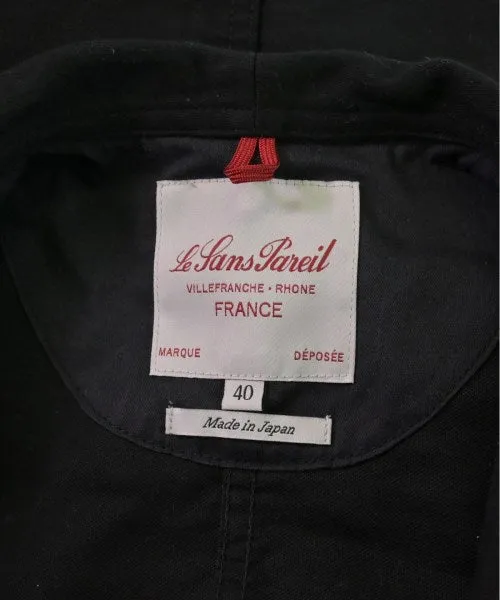 Le Sans Pareil
VILLEFRANCHE - RHONE
FRANCE
MARQUE DÉPOSÉE
40
Made in Japan